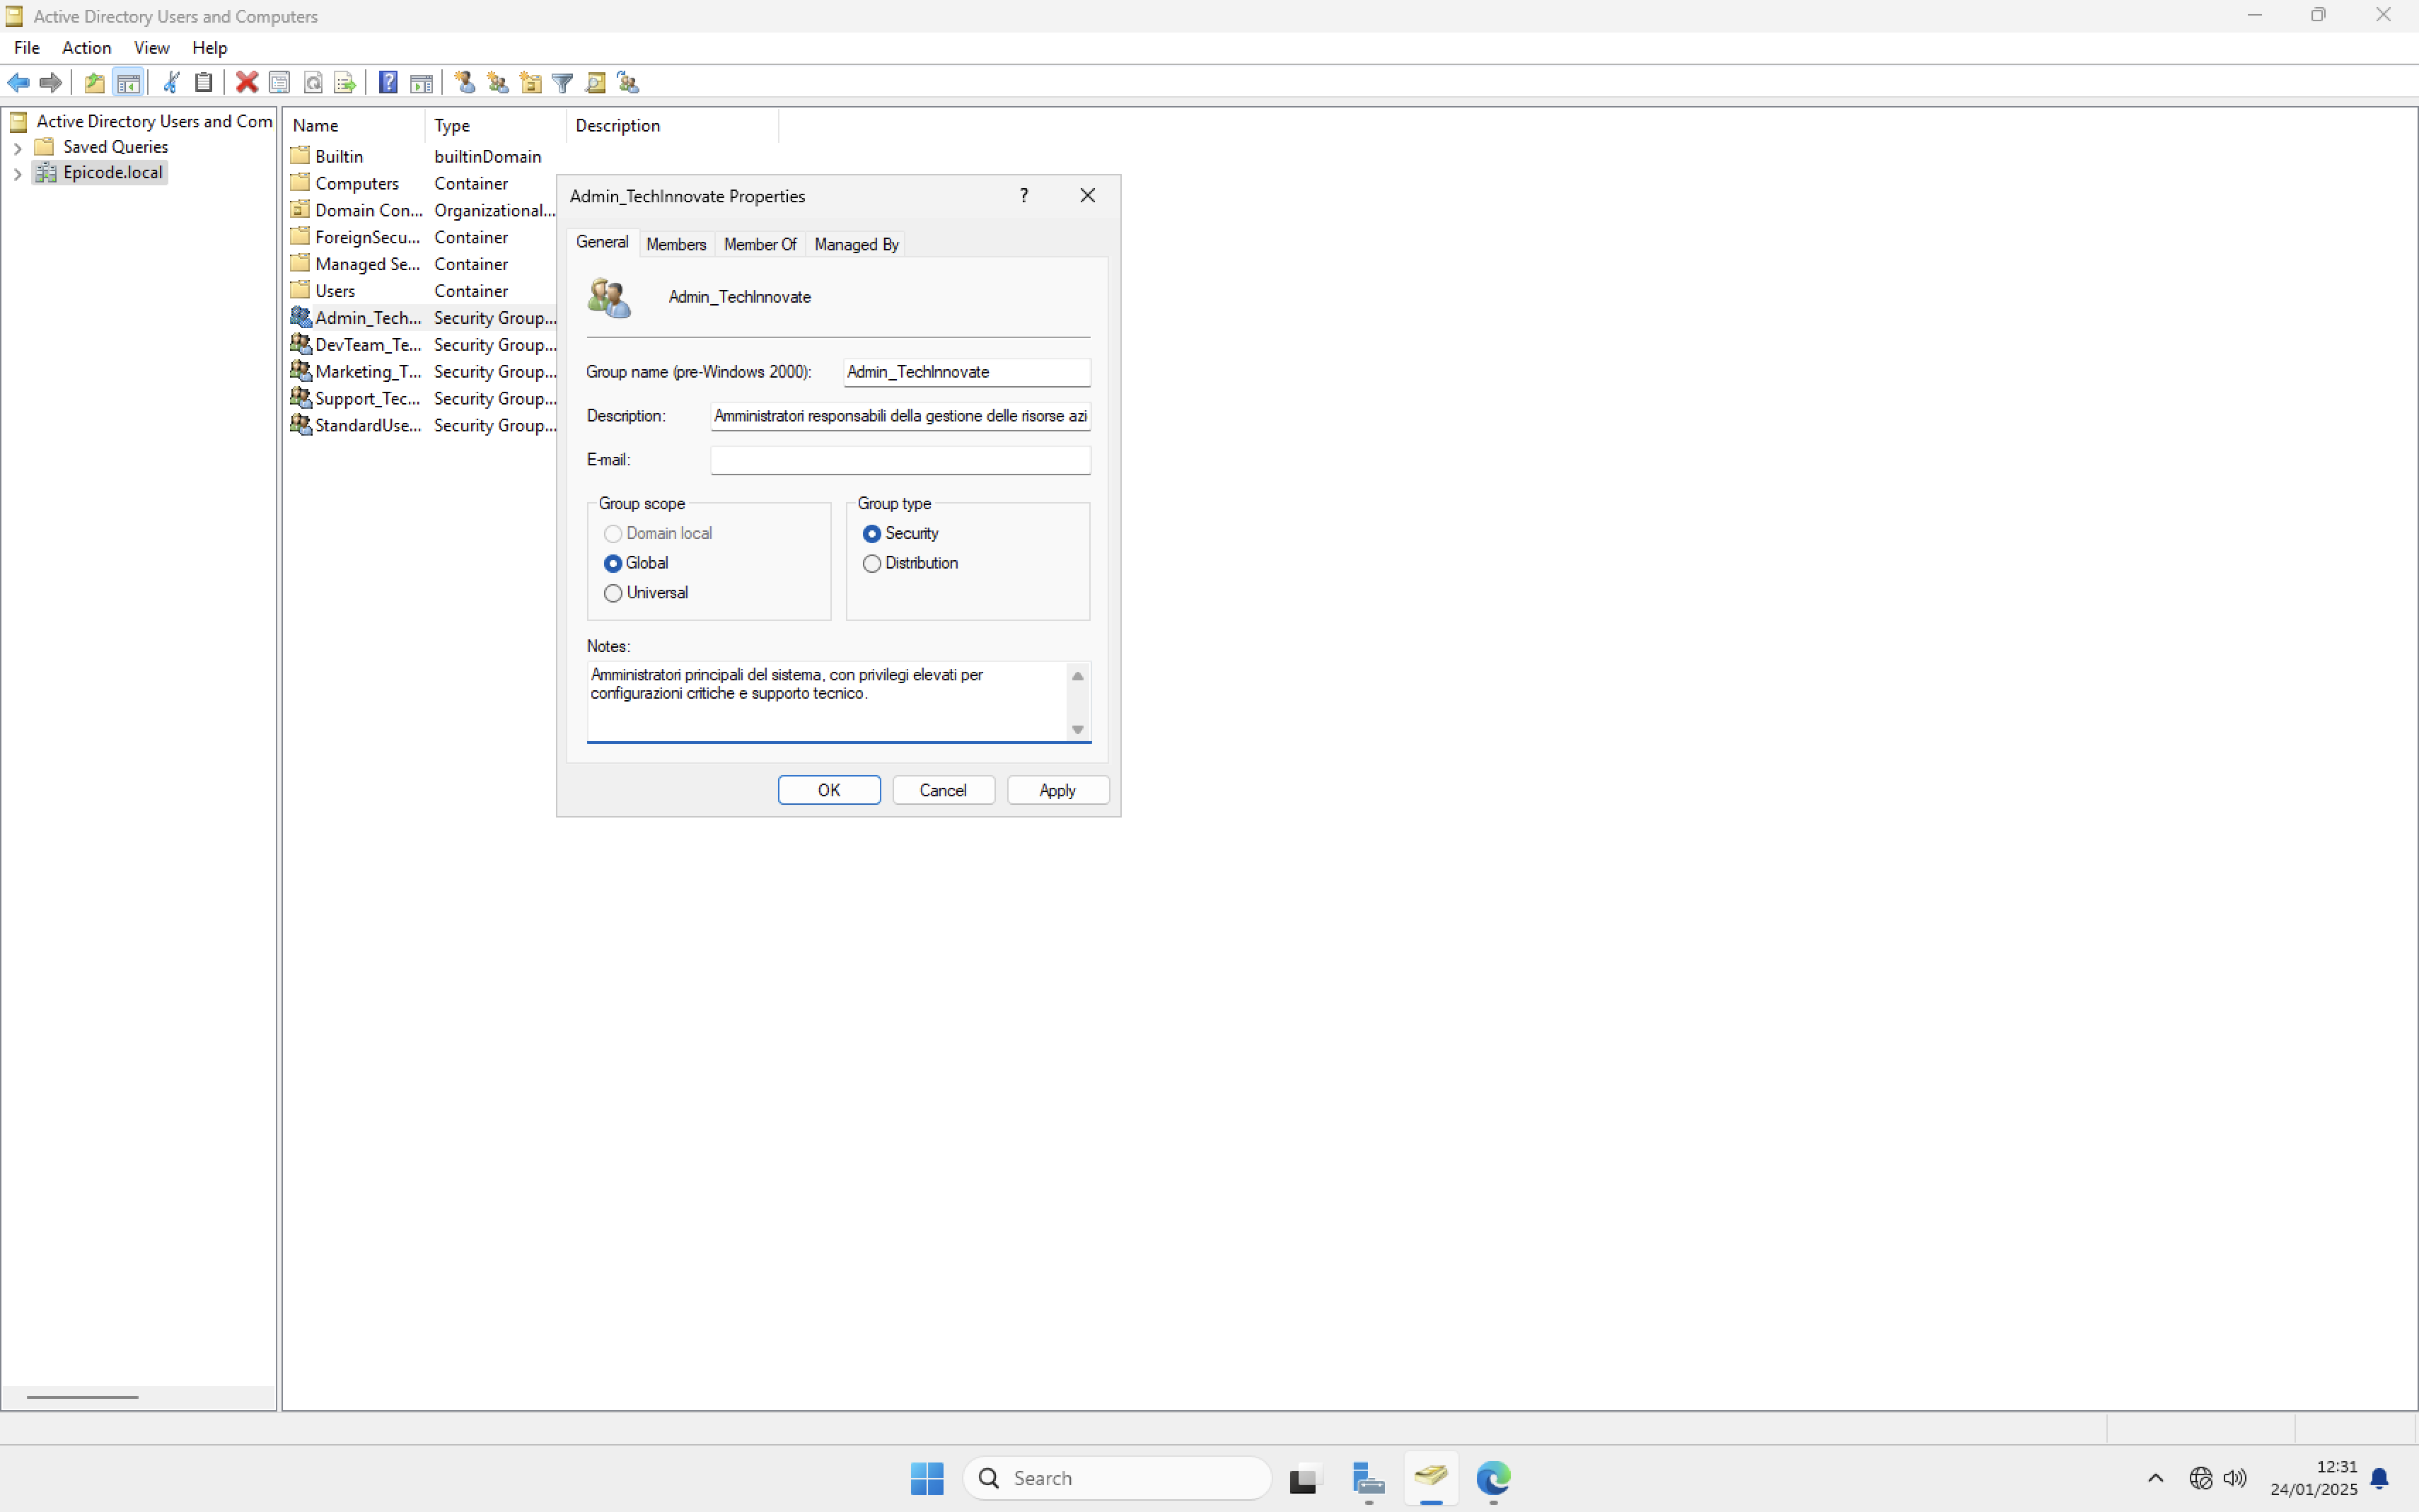 Active Directory Users and Computers
File Action View Help
Active Directory Users and Com
Saved Queries
Epicode.local
Name Type Description
Builtin builtinDomain
Computers Container
Domain Con... Organizational...
ForeignSecu... Container
Managed Se... Container
Users Container
Admin_Tech... Security Group...
DevTeam_Te... Security Group...
Marketing_T... Security Group...
Support_Tec... Security Group...
StandardUse... Security Group...
Admin_TechInnovate Properties ?
General Members Member Of Managed By
Admin_TechInnovate
Group name (pre-Windows 2000): Admin_TechInnovate
Description: Amministratori responsabili della gestione delle risorse azi
E-mail:
Group scope
Domain local
Global
Universal
Group type
Security
Distribution
Notes:
Amministratori principali del sistema, con privilegi elevati per
configurazioni critiche e supporto tecnico.
OK Cancel Apply
Search
12:31
24/01/2025